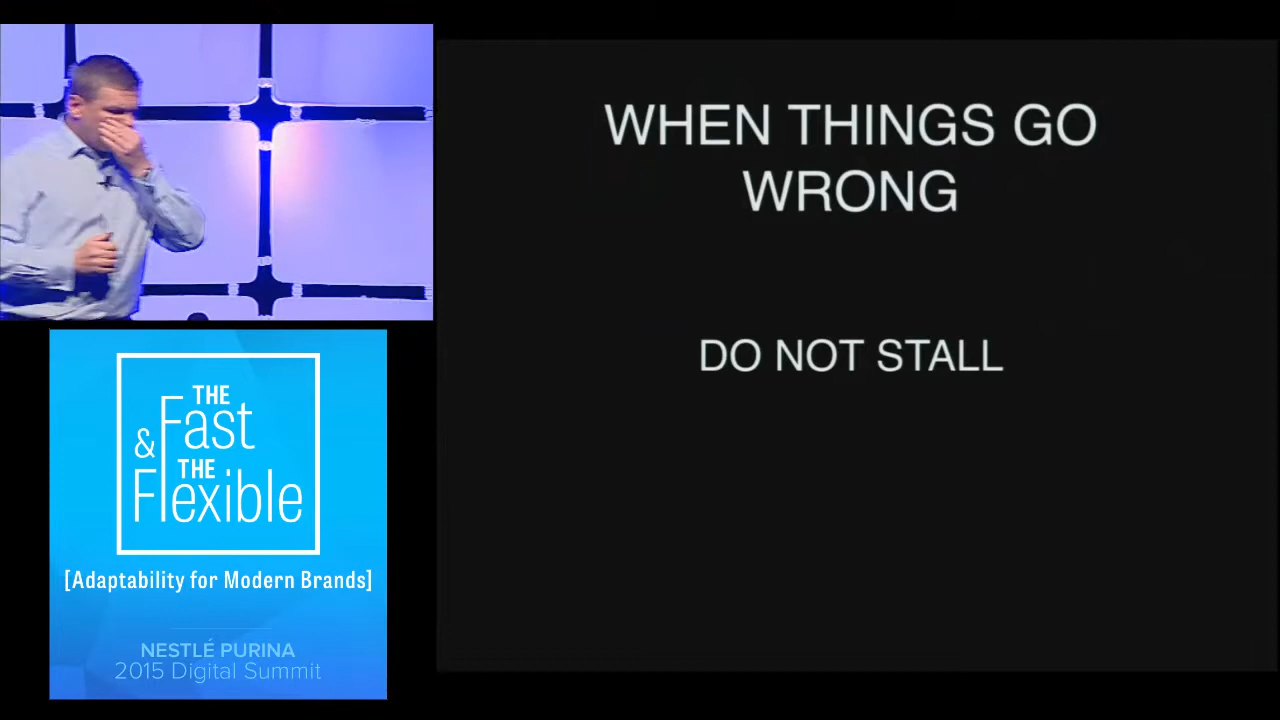 WHEN THINGS GO
WRONG
DO NOT STALL
THE
& Fast
THE
Flexible
[Adaptability for Modern Brands]
NESTLÉ PURINA
2015 Digital Summit